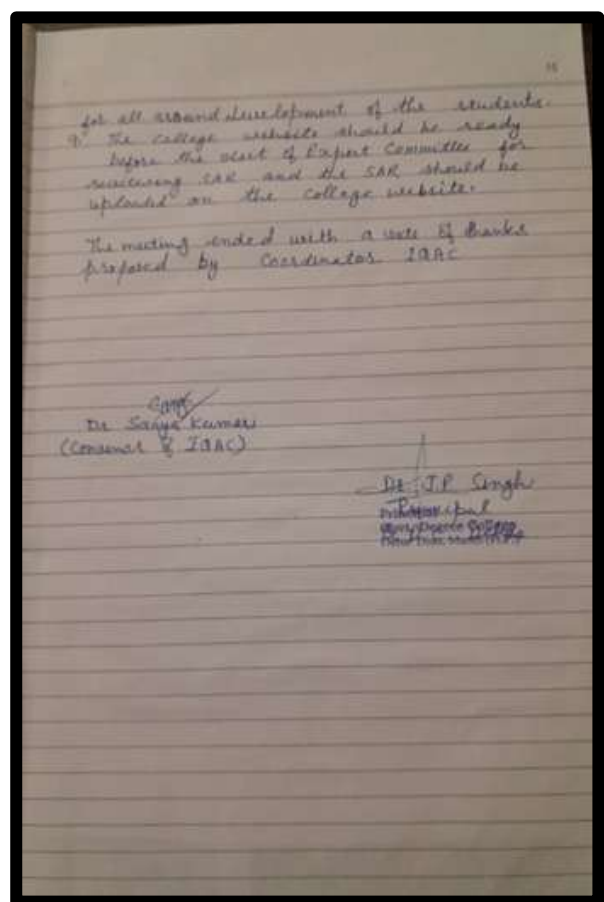 for all around development of the students.
9. The college website should be ready
before the visit of Expert Committee for
reviewing SAR and the SAR should be
uploaded on the College website.
The meeting ended with a vote of thanks
proposed by Coordinator IQAC
Dr Sanjay Kumar
(Convenor of IQAC)
Dr J.P. Singh
Principal